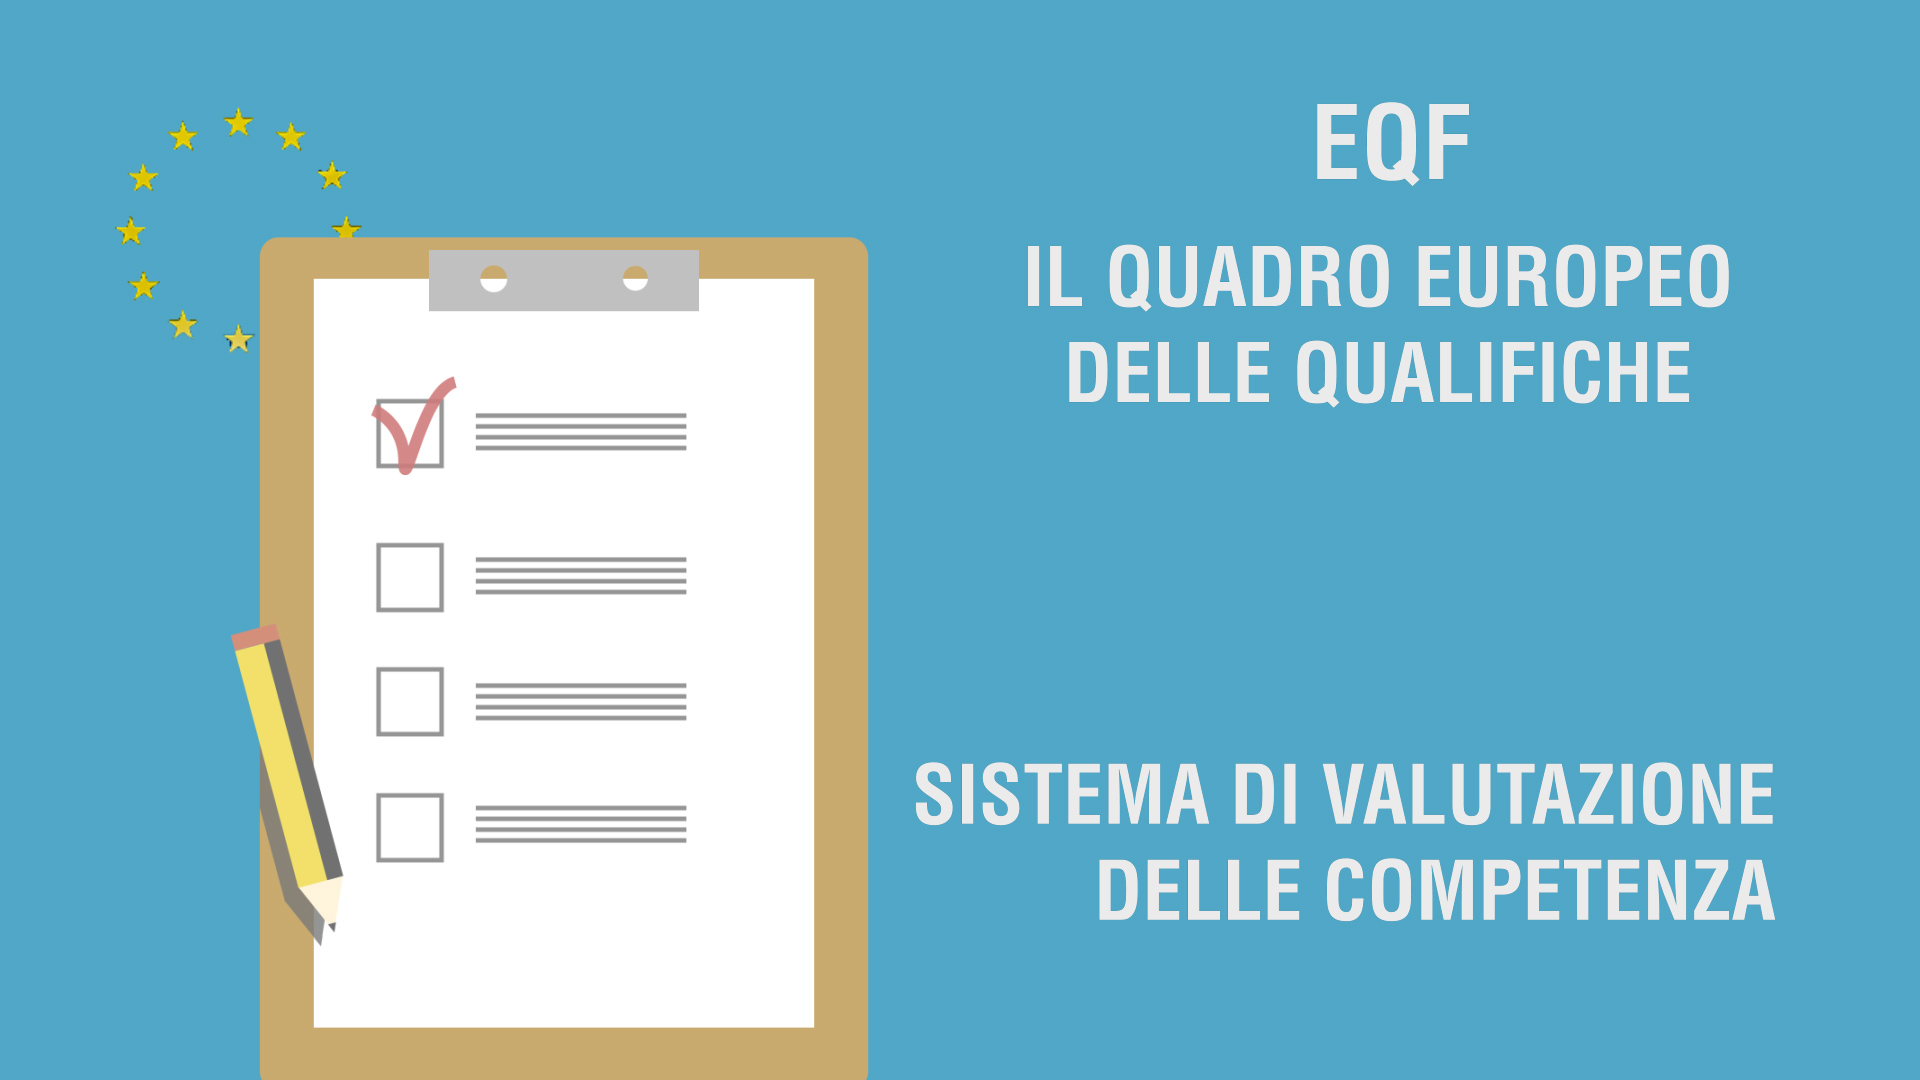 EQF
IL QUADRO EUROPEO
DELLE QUALIFICHE
SISTEMA DI VALUTAZIONE
DELLE COMPETENZA